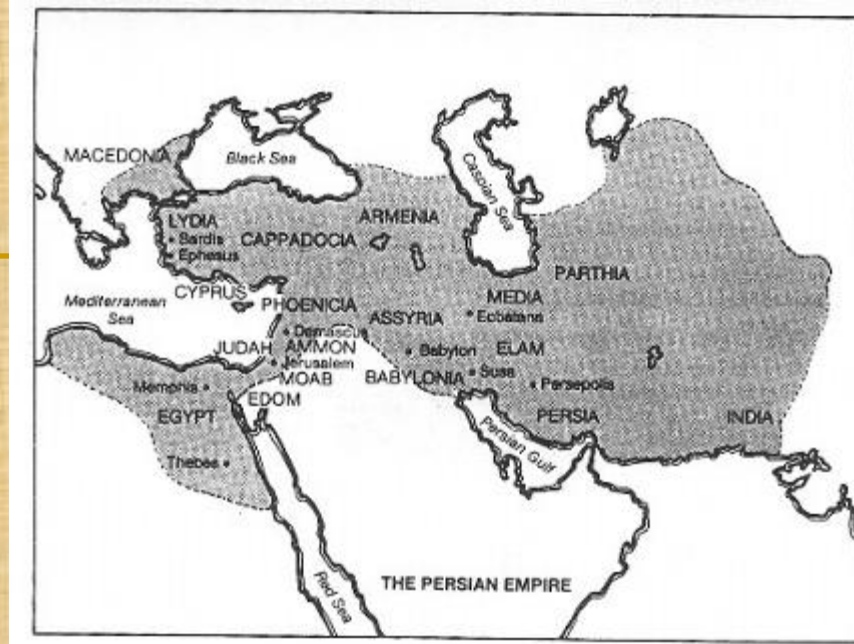 MACEDONIA
Black Sea
Caspian Sea
LYDIA
Sardis
Ephesus
CAPPADOCIA
ARMENIA
PARTHIA
CYPRUS
Mediterranean
Sea
PHOENICIA
ASSYRIA
MEDIA
Ecbatana
Damascus
JUDAH
AMMON
Jerusalem
MOAB
Babylon
ELAM
BABYLONIA
Susa
Persepolis
Memphis
EDOM
EGYPT
PERSIA
INDIA
Persian Gulf
Thebes
Red Sea
THE PERSIAN EMPIRE